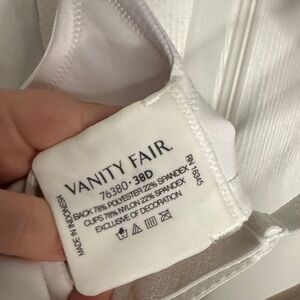 VANITY FAIR.
76380 · 38D
BACK 78% POLYESTER 22% SPANDEX
CUPS 78% NYLON 22% SPANDEX
EXCLUSIVE OF DECORATION
MADE IN INDONESIA
RN 16945